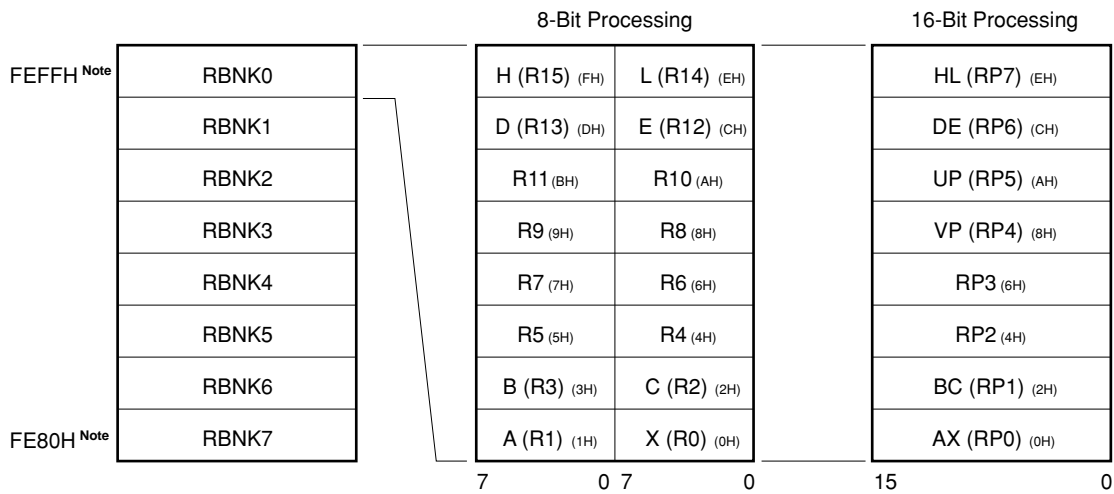 8-Bit Processing 16-Bit Processing
FEFFH Note RBNK0 H (R15) (FH) L (R14) (EH) HL (RP7) (EH)
RBNK1 D (R13) (DH) E (R12) (CH) DE (RP6) (CH)
RBNK2 R11 (BH) R10 (AH) UP (RP5) (AH)
RBNK3 R9 (9H) R8 (8H) VP (RP4) (8H)
RBNK4 R7 (7H) R6 (6H) RP3 (6H)
RBNK5 R5 (5H) R4 (4H) RP2 (4H)
RBNK6 B (R3) (3H) C (R2) (2H) BC (RP1) (2H)
FE80H Note RBNK7 A (R1) (1H) X (R0) (0H) AX (RP0) (0H)
7 0 7 0 15 0